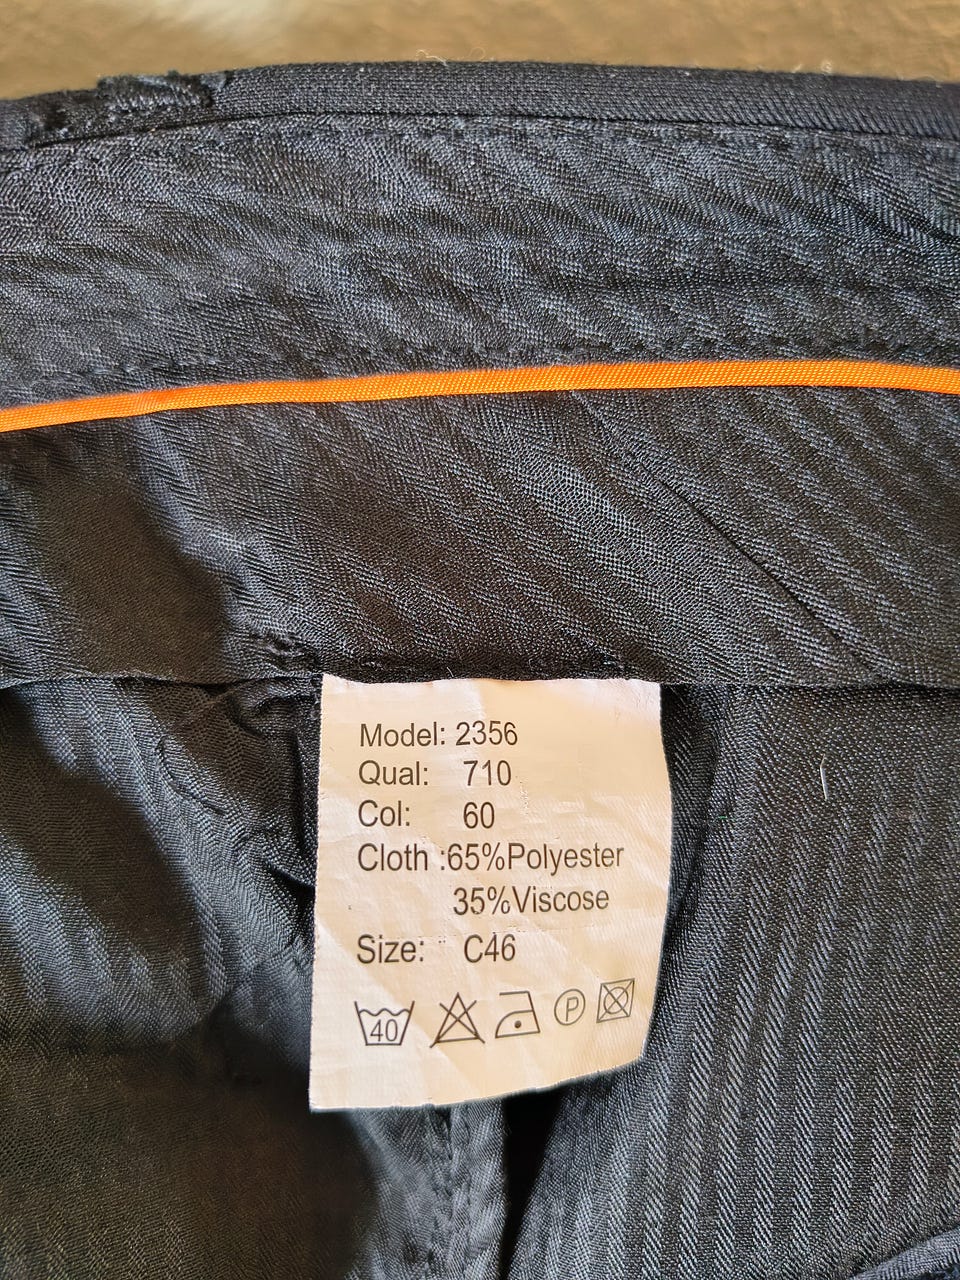 Model: 2356
Qual: 710
Col: 60
Cloth :65%Polyester
35%Viscose
Size: C46
40 P